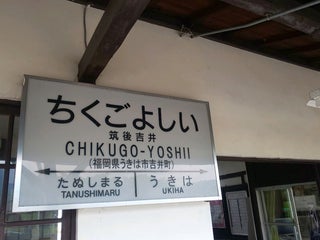 ちくごよしい
筑後吉井
CHIKUGO-YOSHII
(福岡県うきは市吉井町)
たぬしまる うきは
TANUSHIMARU UKIHA